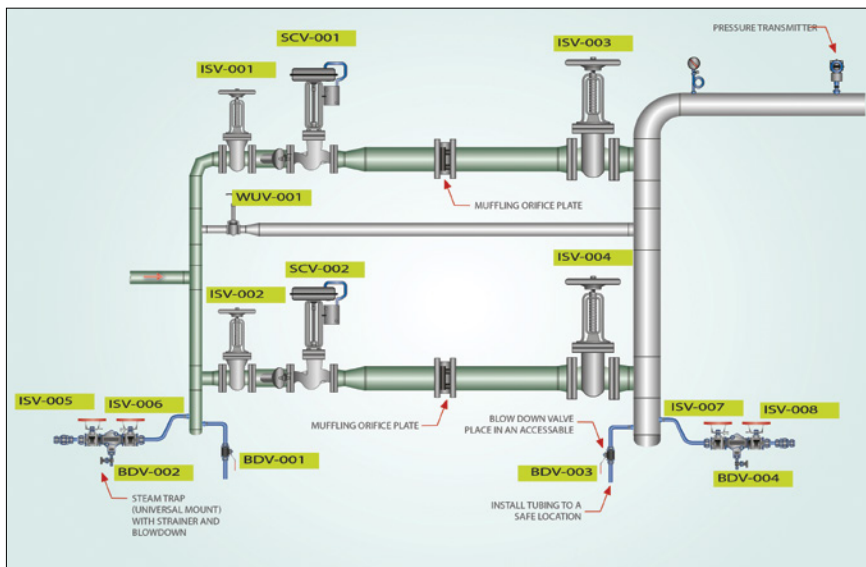 SCV-001
ISV-003
PRESSURE TRANSMITTER
ISV-001
WUV-001
MUFFLING ORIFICE PLATE
SCV-002
ISV-004
ISV-002
ISV-005
ISV-006
MUFFLING ORIFICE PLATE
BLOW DOWN VALVE
PLACE IN AN ACCESSABLE
ISV-007
ISV-008
BDV-002
BDV-001
BDV-003
BDV-004
STEAM TRAP
(UNIVERSAL MOUNT)
WITH STRAINER AND
BLOWDOWN
INSTALL TUBING TO A
SAFE LOCATION